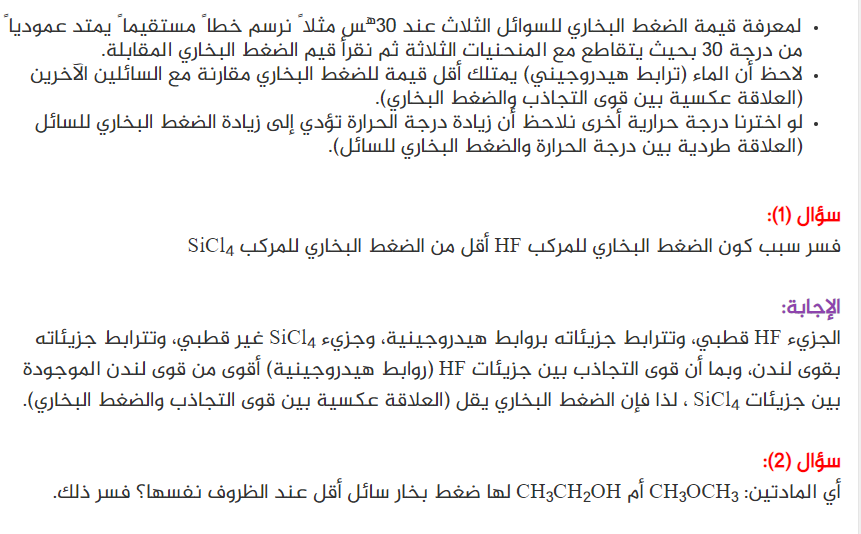 • لمعرفة قيمة الضغط البخاري للسوائل الثلاث عند 30هْـس مثلاً نرسم خطاً مستقيماً يمتد عمودياً
من درجة 30 بحيث يتقاطع مع المنحنيات الثلاثة ثم نقرأ قيم الضغط البخاري المقابلة.
• لاحظ أن الماء (ترابط هيدروجيني) يمتلك أقل قيمة للضغط البخاري مقارنة مع السائلين الآخرين
(العلاقة عكسية بين قوى التجاذب والضغط البخاري).
• لو اخترنا درجة حرارية أخرى نلاحظ أن زيادة درجة الحرارة تؤدي إلى زيادة الضغط البخاري للسائل
(العلاقة طردية بين درجة الحرارة والضغط البخاري للسائل).
سؤال (1):
فسر سبب كون الضغط البخاري للمركب HF أقل من الضغط البخاري للمركب SiCl₄
الإجابة:
الجزيء HF قطبي، وتترابط جزيئاته بروابط هيدروجينية، وجزيء SiCl₄ غير قطبي، وتترابط جزيئاته
بقوى لندن، وبما أن قوى التجاذب بين جزيئات HF (روابط هيدروجينية) أقوى من قوى لندن الموجودة
بين جزيئات SiCl₄ ، لذا فإن الضغط البخاري يقل (العلاقة عكسية بين قوى التجاذب والضغط البخاري).
سؤال (2):
أي المادتين: CH₃OCH₃ أم CH₃CH₂OH لها ضغط بخار سائل أقل عند الظروف نفسها؟ فسر ذلك.